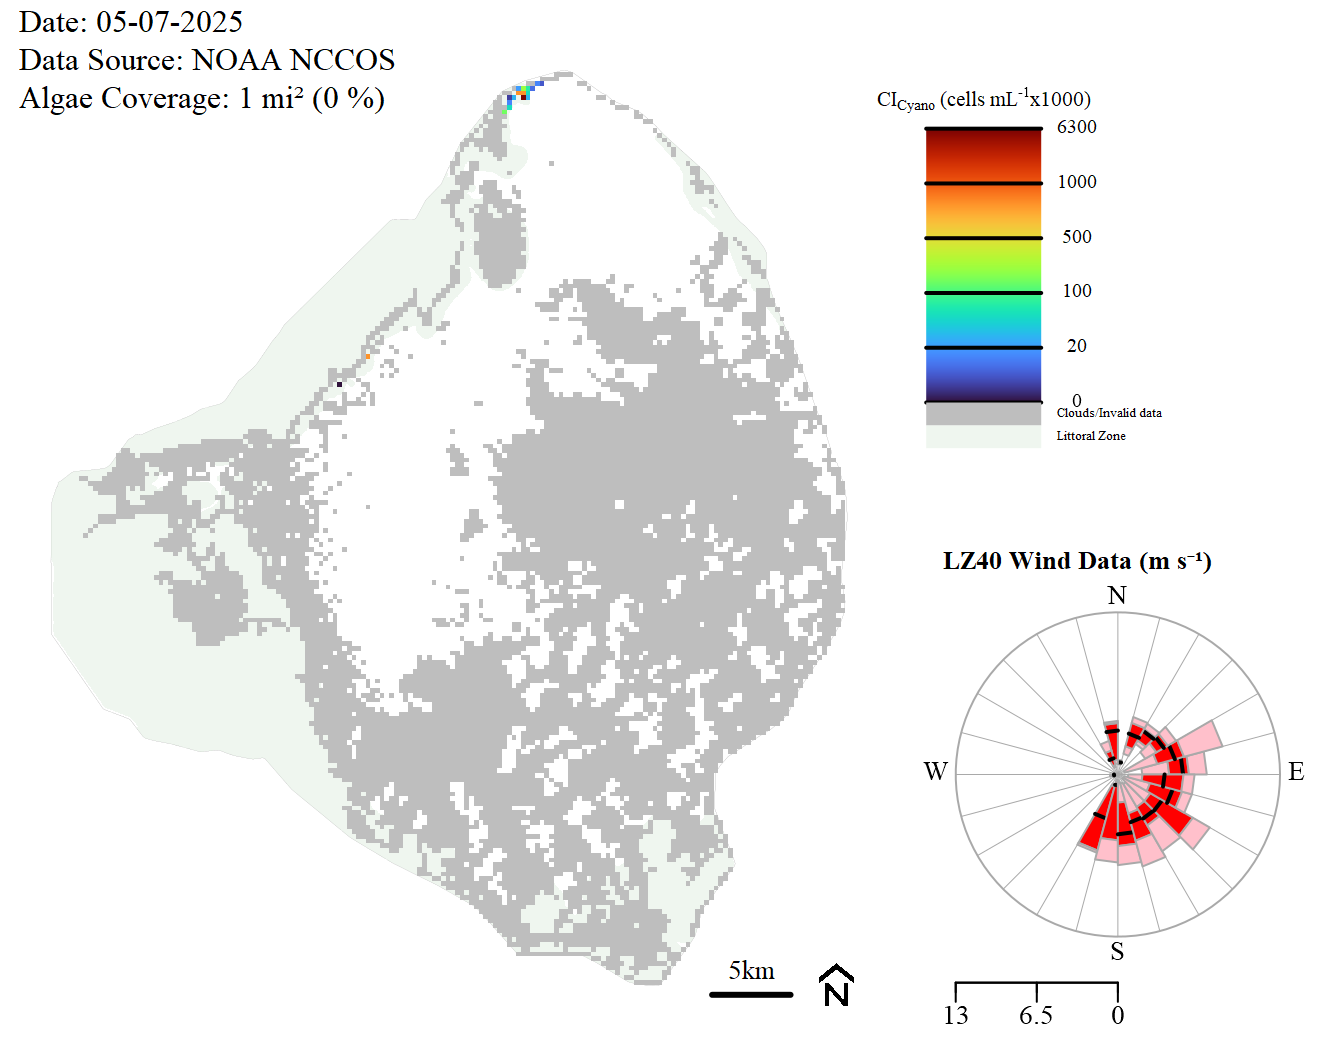 Date: 05-07-2025
Data Source: NOAA NCCOS
Algae Coverage: 1 mi² (0 %)
CICyano (cells mL-1x1000)
6300
1000
500
100
20
0
Clouds/Invalid data
Littoral Zone
LZ40 Wind Data (m s⁻¹)
N
W
E
S
5km
N
13
6.5
0